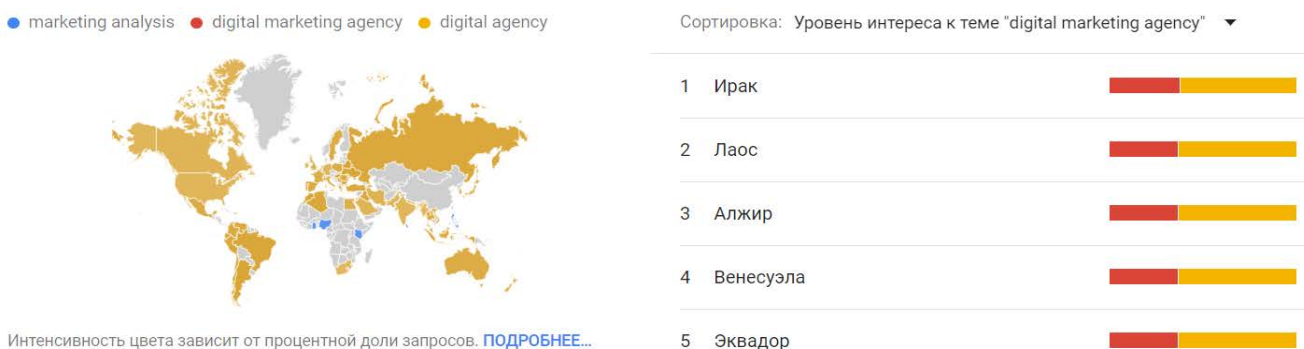 marketing analysis digital marketing agency digital agency
Интенсивность цвета зависит от процентной доли запросов. ПОДРОБНЕЕ...
Сортировка: Уровень интереса к теме "digital marketing agency"
1 Ирак
2 Лаос
3 Алжир
4 Венесуэла
5 Эквадор